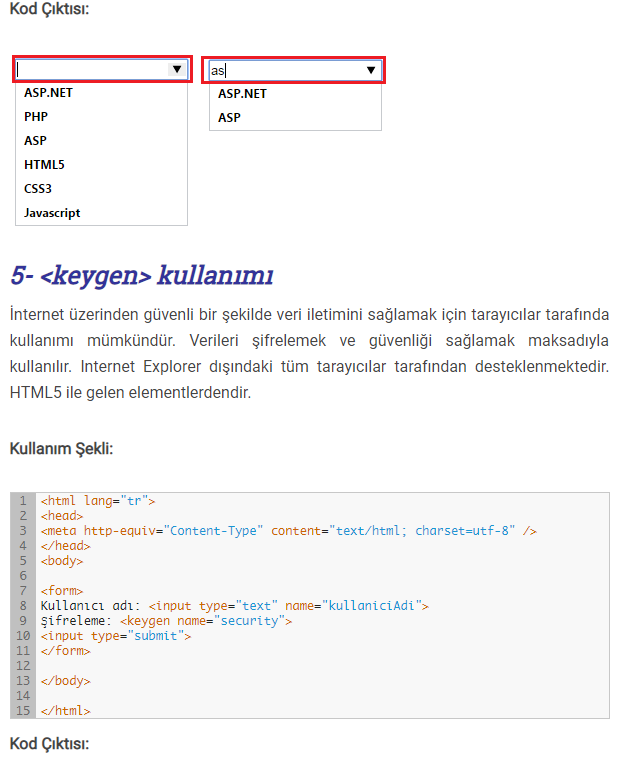 Kod Çıktısı:
as
ASP.NET
PHP
ASP
HTML5
CSS3
Javascript
ASP.NET
ASP
5- <keygen> kullanımı
İnternet üzerinden güvenli bir şekilde veri iletimini sağlamak için tarayıcılar tarafında
kullanımı mümkündür. Verileri şifrelemek ve güvenliği sağlamak maksadıyla
kullanılır. Internet Explorer dışındaki tüm tarayıcılar tarafından desteklenmektedir.
HTML5 ile gelen elementlerdendir.
Kullanım Şekli:
1 <html lang="tr">
2 <head>
3 <meta http-equiv="Content-Type" content="text/html; charset=utf-8" />
4 </head>
5 <body>
6
7 <form>
8 Kullanıcı adı: <input type="text" name="kullaniciAdi">
9 Şifreleme: <keygen name="security">
10 <input type="submit">
11 </form>
12
13 </body>
14
15 </html>
Kod Çıktısı: